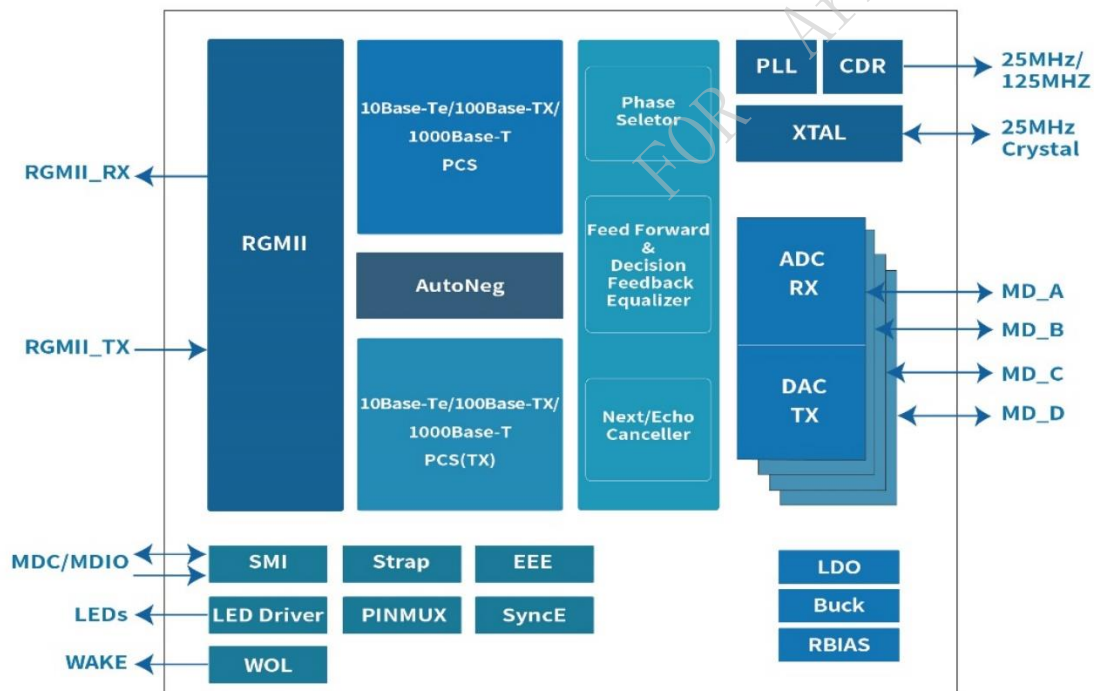 FOR
RGMII_RX
RGMII_TX
RGMII
10Base-Te/100Base-TX/
1000Base-T
PCS
AutoNeg
10Base-Te/100Base-TX/
1000Base-T
PCS(TX)
Phase
Seletor
Feed Forward
&
Decision
Feedback
Equalizer
Next/Echo
Canceller
PLL
CDR
25MHz/
125MHZ
XTAL
25MHz
Crystal
ADC
RX
DAC
TX
MD_A
MD_B
MD_C
MD_D
MDC/MDIO
SMI
Strap
EEE
LEDs
LED Driver
PINMUX
SyncE
WAKE
WOL
LDO
Buck
RBIAS